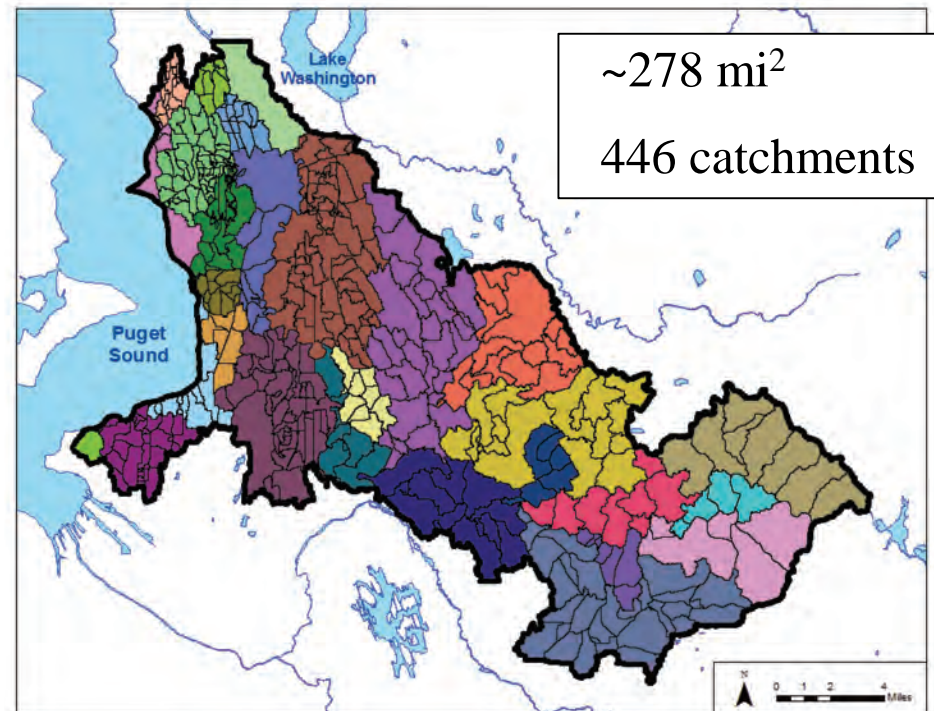 Lake
Washington
~278 mi²
446 catchments
Puget
Sound
N
0 1 2 4
Miles